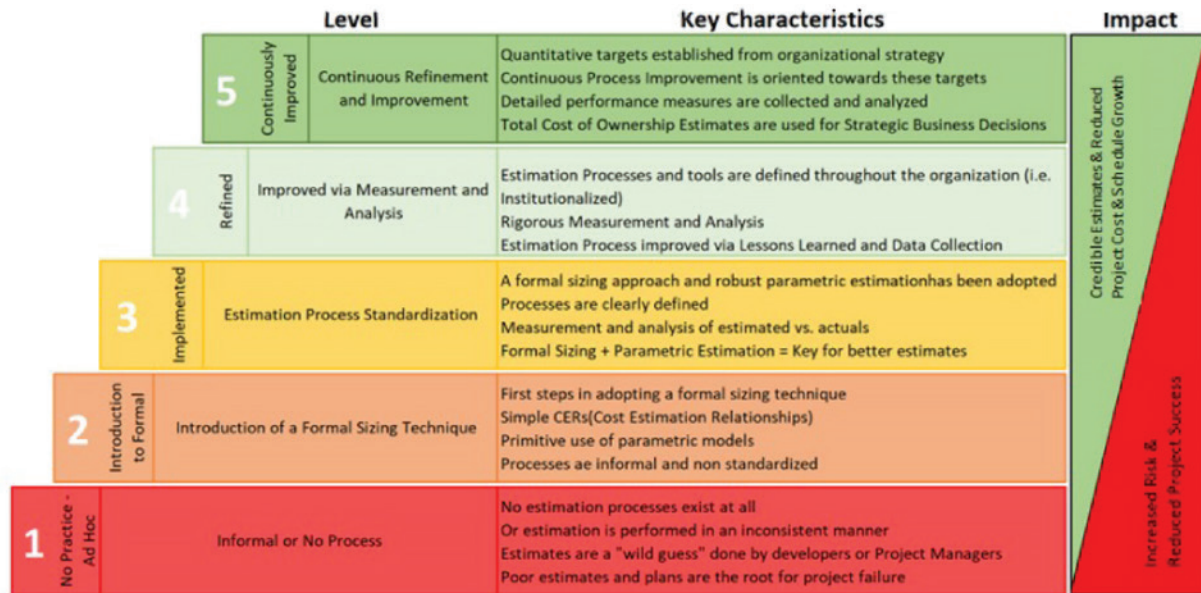 Level
Key Characteristics
Impact
5
Continuously
Improved
Continuous Refinement
and Improvement
Quantitative targets established from organizational strategy
Continuous Process Improvement is oriented towards these targets
Detailed performance measures are collected and analyzed
Total Cost of Ownership Estimates are used for Strategic Business Decisions
4
Refined
Improved via Measurement and
Analysis
Estimation Processes and tools are defined throughout the organization (i.e.
Institutionalized)
Rigorous Measurement and Analysis
Estimation Process improved via Lessons Learned and Data Collection
3
Implemented
Estimation Process Standardization
A formal sizing approach and robust parametric estimationhas been adopted
Processes are clearly defined
Measurement and analysis of estimated vs. actuals
Formal Sizing + Parametric Estimation = Key for better estimates
2
Introduction
to Formal
Introduction of a Formal Sizing Technique
First steps in adopting a formal sizing technique
Simple CERs(Cost Estimation Relationships)
Primitive use of parametric models
Processes ae informal and non standardized
1
No Practice -
Ad Hoc
Informal or No Process
No estimation processes exist at all
Or estimation is performed in an inconsistent manner
Estimates are a "wild guess" done by developers or Project Managers
Poor estimates and plans are the root for project failure
Credible Estimates & Reduced
Project Cost & Schedule Growth
Increased Risk &
Reduced Project Success